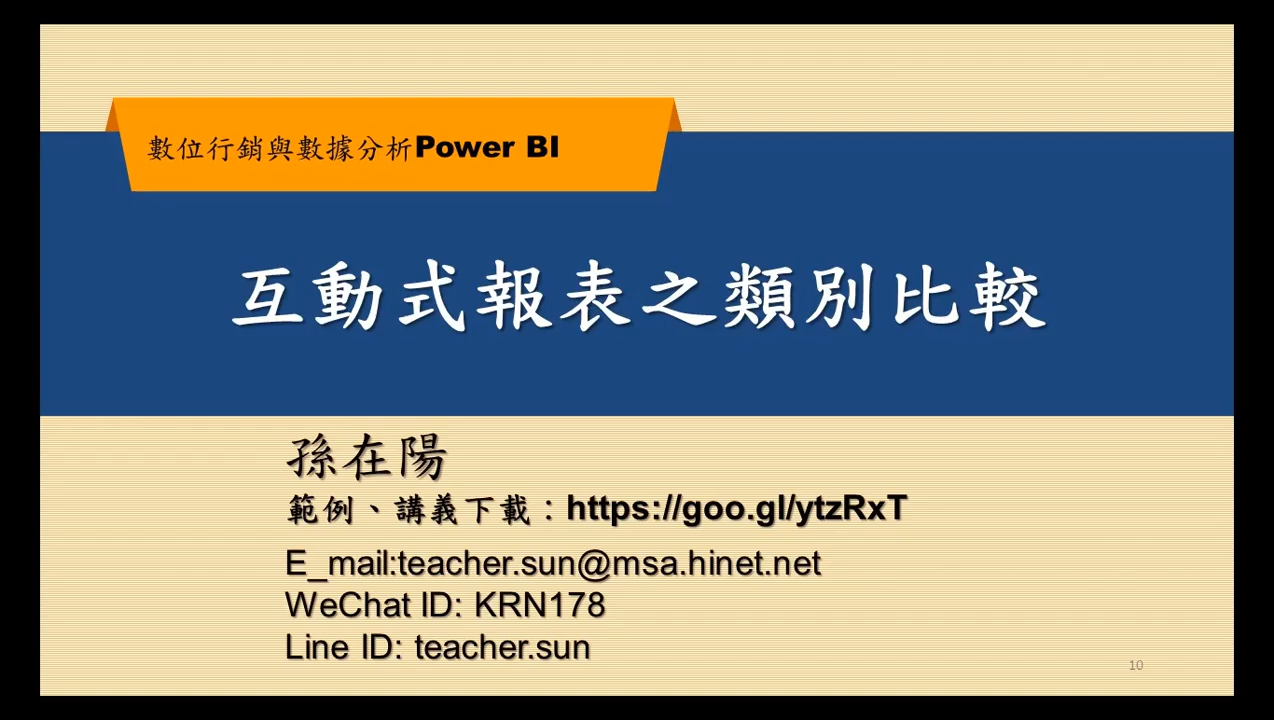 數位行銷與數據分析Power BI
互動式報表之類別比較
孫在陽
範例、講義下載：https://goo.gl/ytzRxT
E_mail:teacher.sun@msa.hinet.net
WeChat ID: KRN178
Line ID: teacher.sun
10